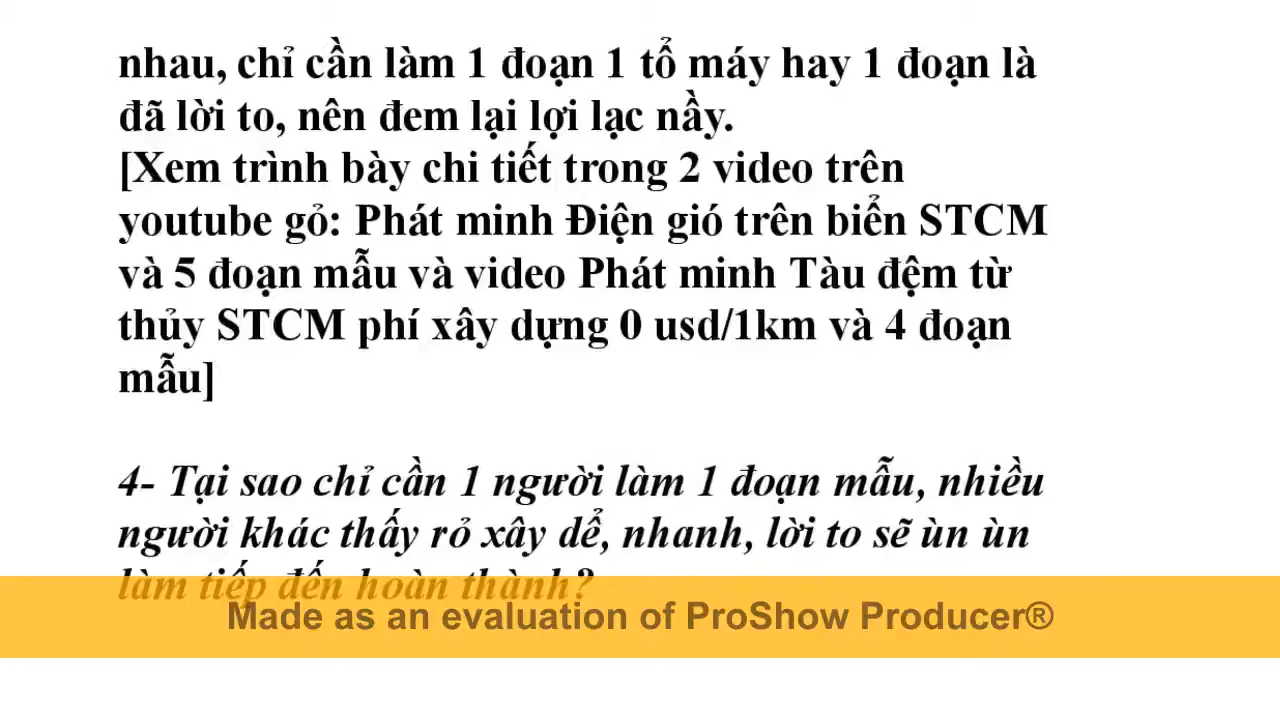 nhau, chỉ cần làm 1 đoạn 1 tổ máy hay 1 đoạn là
đã lời to, nên đem lại lợi lạc nầy.
[Xem trình bày chi tiết trong 2 video trên
youtube gỏ: Phát minh Điện gió trên biển STCM
và 5 đoạn mẫu và video Phát minh Tàu đệm từ
thủy STCM phí xây dựng 0 usd/1km và 4 đoạn
mẫu]
4- Tại sao chỉ cần 1 người làm 1 đoạn mẫu, nhiều
người khác thấy rỏ xây dể, nhanh, lời to sẽ ùn ùn
làm tiếp đến hoàn thành?
Made as an evaluation of ProShow Producer®